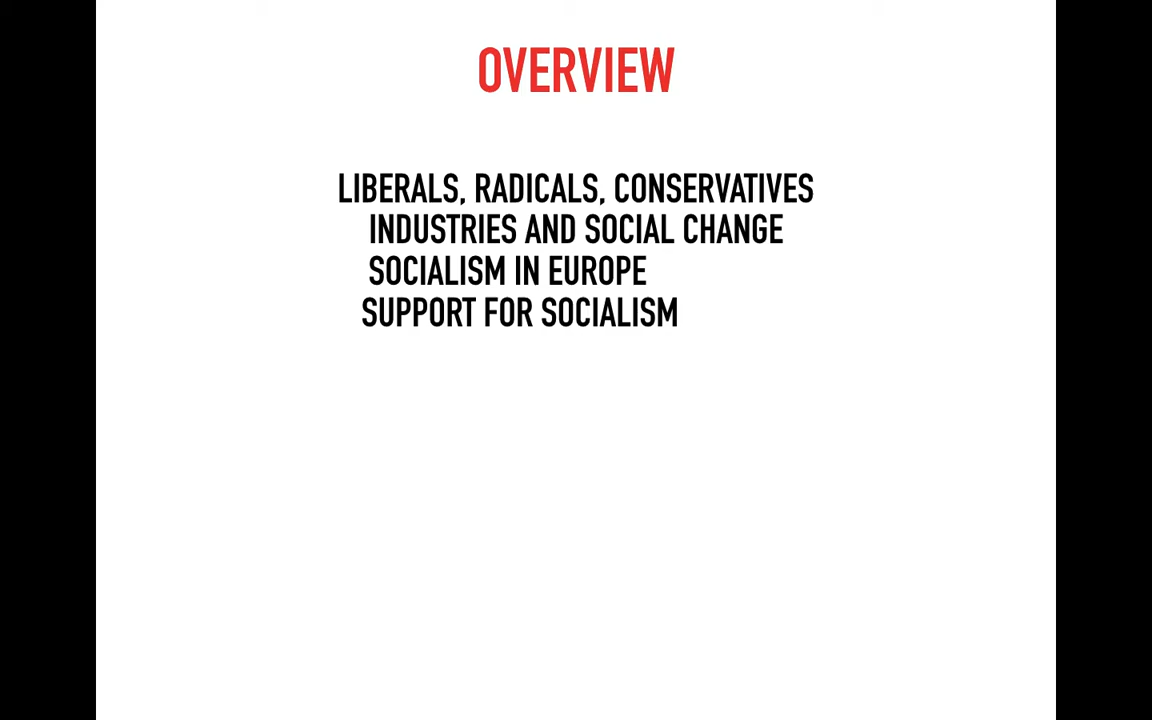 OVERVIEW
LIBERALS, RADICALS, CONSERVATIVES
INDUSTRIES AND SOCIAL CHANGE
SOCIALISM IN EUROPE
SUPPORT FOR SOCIALISM